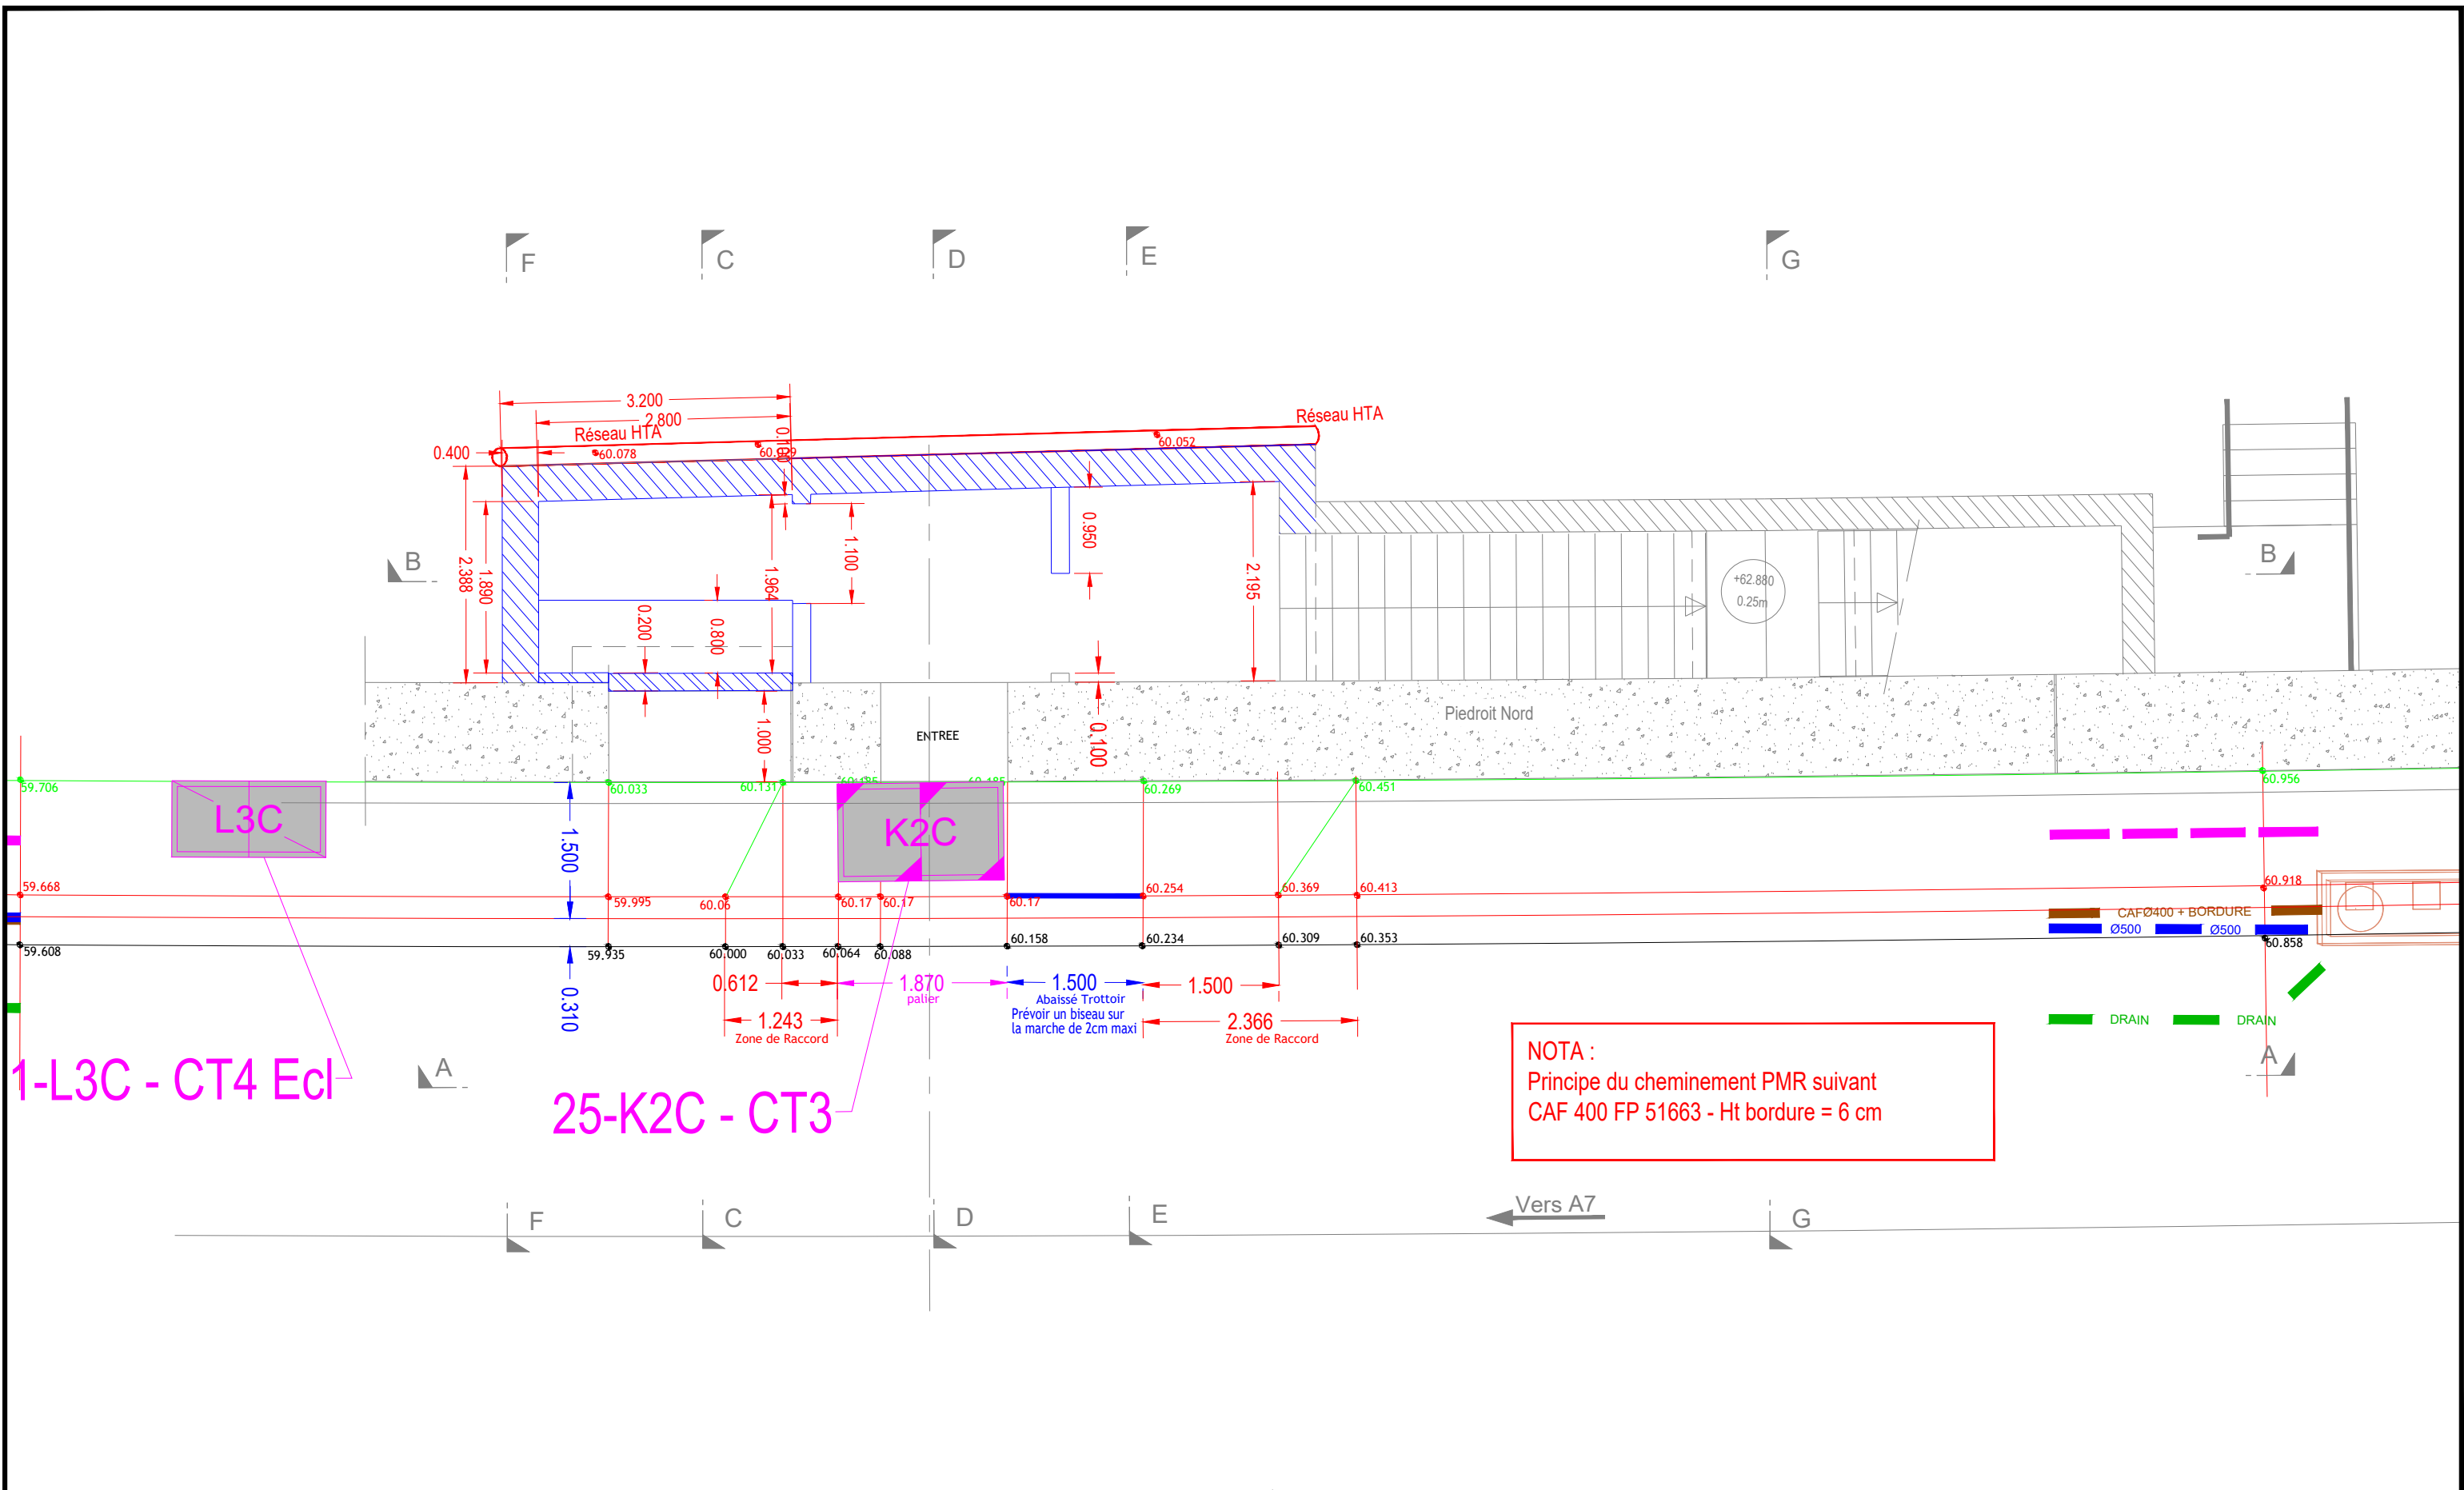 F
C
D
E
G
3.200
2.800
Réseau HTA
Réseau HTA
0.400
60.078
60.052
2.388
1.890
0.200
0.800
1.964
1.100
0.950
2.195
B
B
+62.880
0.25m
1.000
0.100
ENTREE
Piedroit Nord
59.706
60.033
60.131
60.185
60.269
60.451
60.956
L3C
K2C
1.500
59.668
59.995
60.06
60.17
60.17
60.17
60.254
60.369
60.413
60.918
CAFØ400 + BORDURE
Ø500
Ø500
59.608
59.935
60.000
60.033
60.064
60.088
60.158
60.234
60.309
60.353
60.858
0.310
0.612
1.870
palier
1.500
Abaissé Trottoir
Prévoir un biseau sur
la marche de 2cm maxi
1.500
1.243
Zone de Raccord
2.366
Zone de Raccord
DRAIN
DRAIN
1-L3C - CT4 Ecl
A
A
25-K2C - CT3
NOTA :
Principe du cheminement PMR suivant
CAF 400 FP 51663 - Ht bordure = 6 cm
Vers A7
F
C
D
E
G